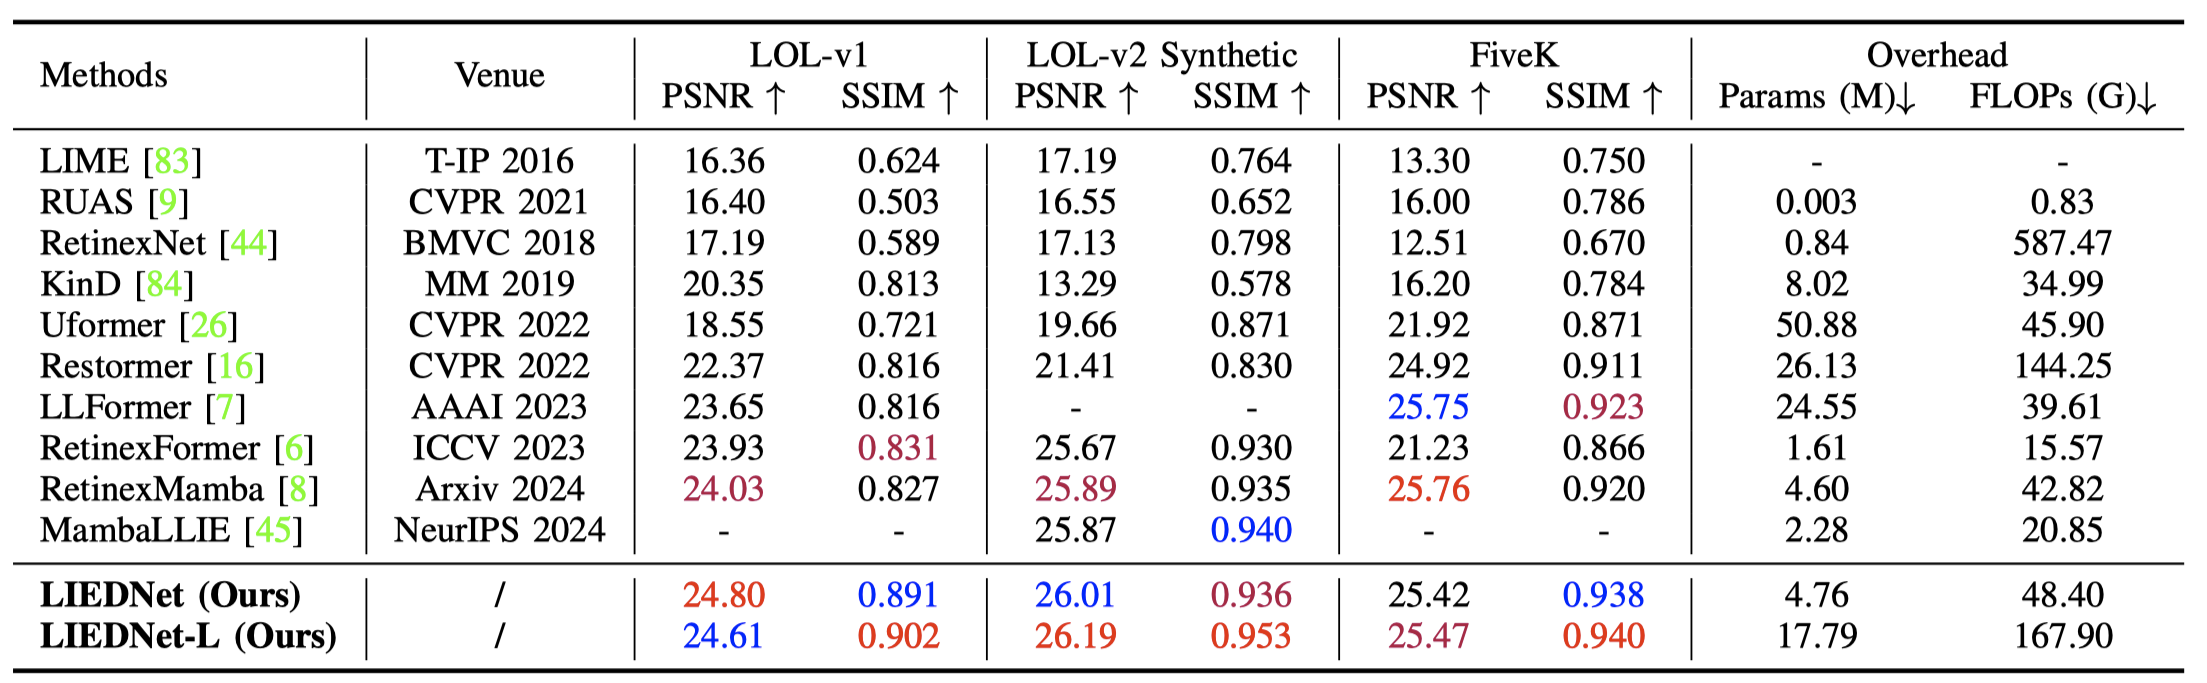 Methods Venue LOL-v1 LOL-v2 Synthetic FiveK Overhead
PSNR ↑ SSIM ↑ PSNR ↑ SSIM ↑ PSNR ↑ SSIM ↑ Params (M)↓ FLOPs (G)↓
LIME [83] T-IP 2016 16.36 0.624 17.19 0.764 13.30 0.750 - -
RUAS [9] CVPR 2021 16.40 0.503 16.55 0.652 16.00 0.786 0.003 0.83
RetinexNet [44] BMVC 2018 17.19 0.589 17.13 0.798 12.51 0.670 0.84 587.47
KinD [84] MM 2019 20.35 0.813 13.29 0.578 16.20 0.784 8.02 34.99
Uformer [26] CVPR 2022 18.55 0.721 19.66 0.871 21.92 0.871 50.88 45.90
Restormer [16] CVPR 2022 22.37 0.816 21.41 0.830 24.92 0.911 26.13 144.25
LLFormer [7] AAAI 2023 23.65 0.816 - - 25.75 0.923 24.55 39.61
RetinexFormer [6] ICCV 2023 23.93 0.831 25.67 0.930 21.23 0.866 1.61 15.57
RetinexMamba [8] Arxiv 2024 24.03 0.827 25.89 0.935 25.76 0.920 4.60 42.82
MambaLLIE [45] NeurIPS 2024 - - 25.87 0.940 - - 2.28 20.85
LIEDNet (Ours) / 24.80 0.891 26.01 0.936 25.42 0.938 4.76 48.40
LIEDNet-L (Ours) / 24.61 0.902 26.19 0.953 25.47 0.940 17.79 167.90